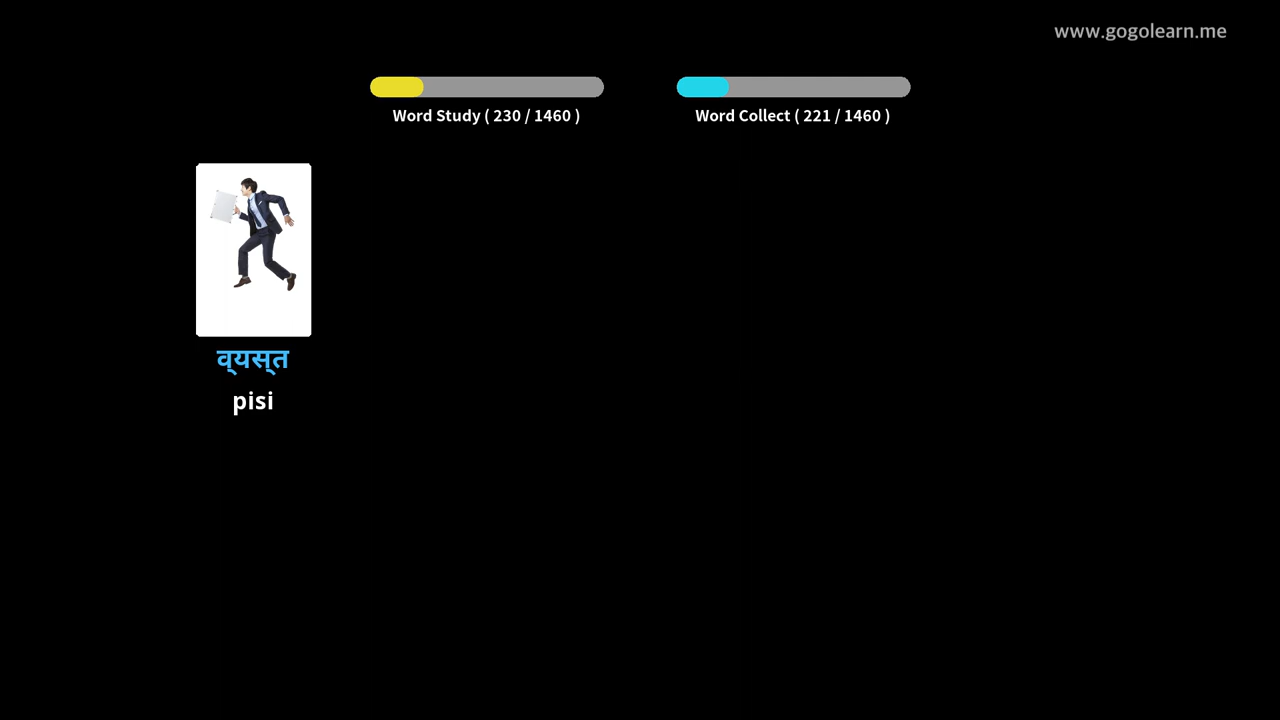 www.gogolearn.me
Word Study ( 230 / 1460 )
Word Collect ( 221 / 1460 )
व्यस्त
pisi